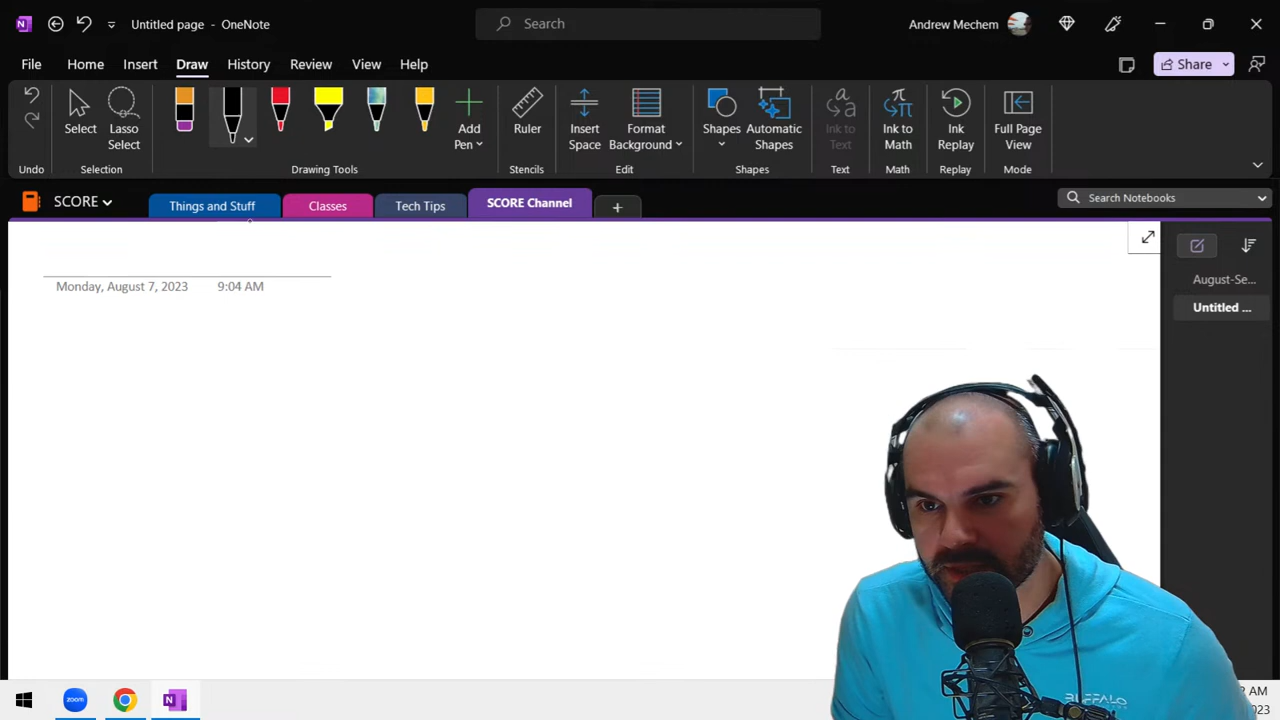 Untitled page - OneNote
Search
Andrew Mechem
File
Home
Insert
Draw
History
Review
View
Help
Share
Select
Lasso
Select
Add
Pen
Ruler
Insert
Space
Format
Background
Shapes
Automatic
Shapes
Ink to
Text
Ink to
Math
Ink
Replay
Full Page
View
Undo
Selection
Drawing Tools
Stencils
Edit
Shapes
Text
Math
Replay
Mode
SCORE
Things and Stuff
Classes
Tech Tips
SCORE Channel
Search Notebooks
Monday, August 7, 2023
9:04 AM
August-Se...
Untitled ...
BUFFALO
zoom
AM